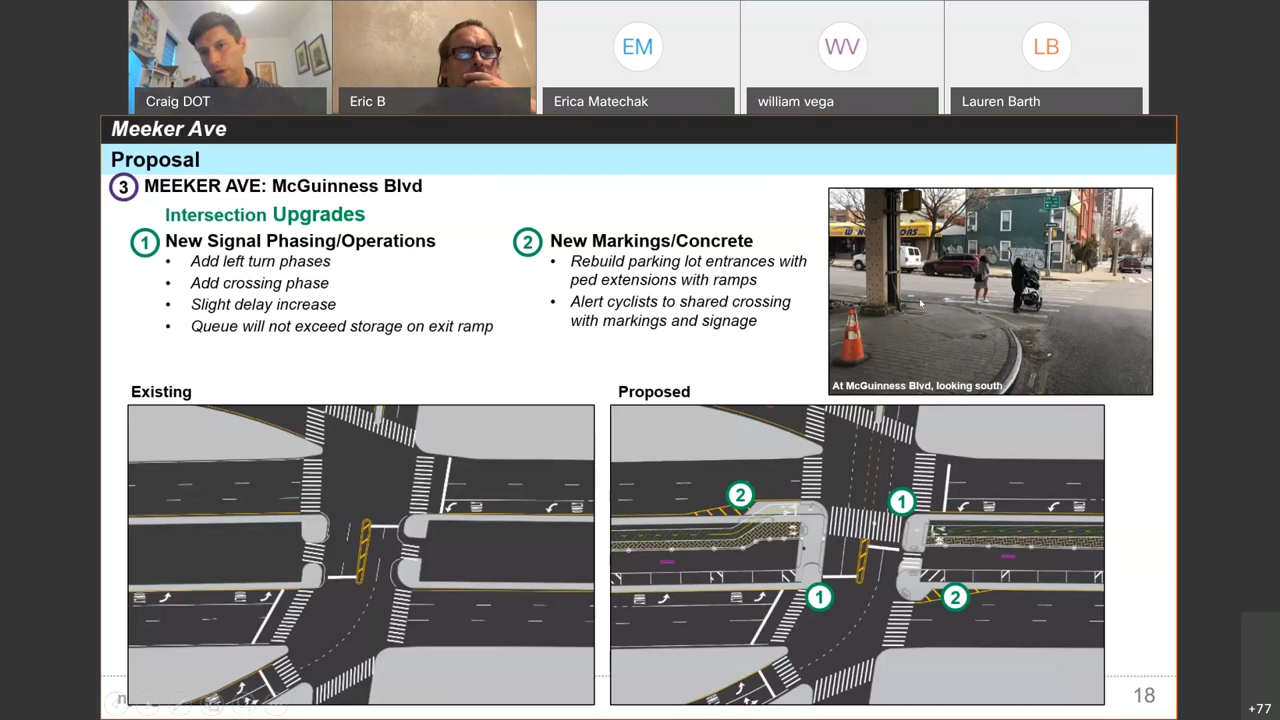 EM
WV
LB
Craig DOT
Eric B
Erica Matechak
william vega
Lauren Barth
Meeker Ave
Proposal
3 MEEKER AVE: McGuinness Blvd
Intersection Upgrades
1 New Signal Phasing/Operations
• Add left turn phases
• Add crossing phase
• Slight delay increase
• Queue will not exceed storage on exit ramp
2 New Markings/Concrete
• Rebuild parking lot entrances with
ped extensions with ramps
• Alert cyclists to shared crossing
with markings and signage
At McGuinness Blvd, looking south
Existing
Proposed
2
1
1
2
18
+77